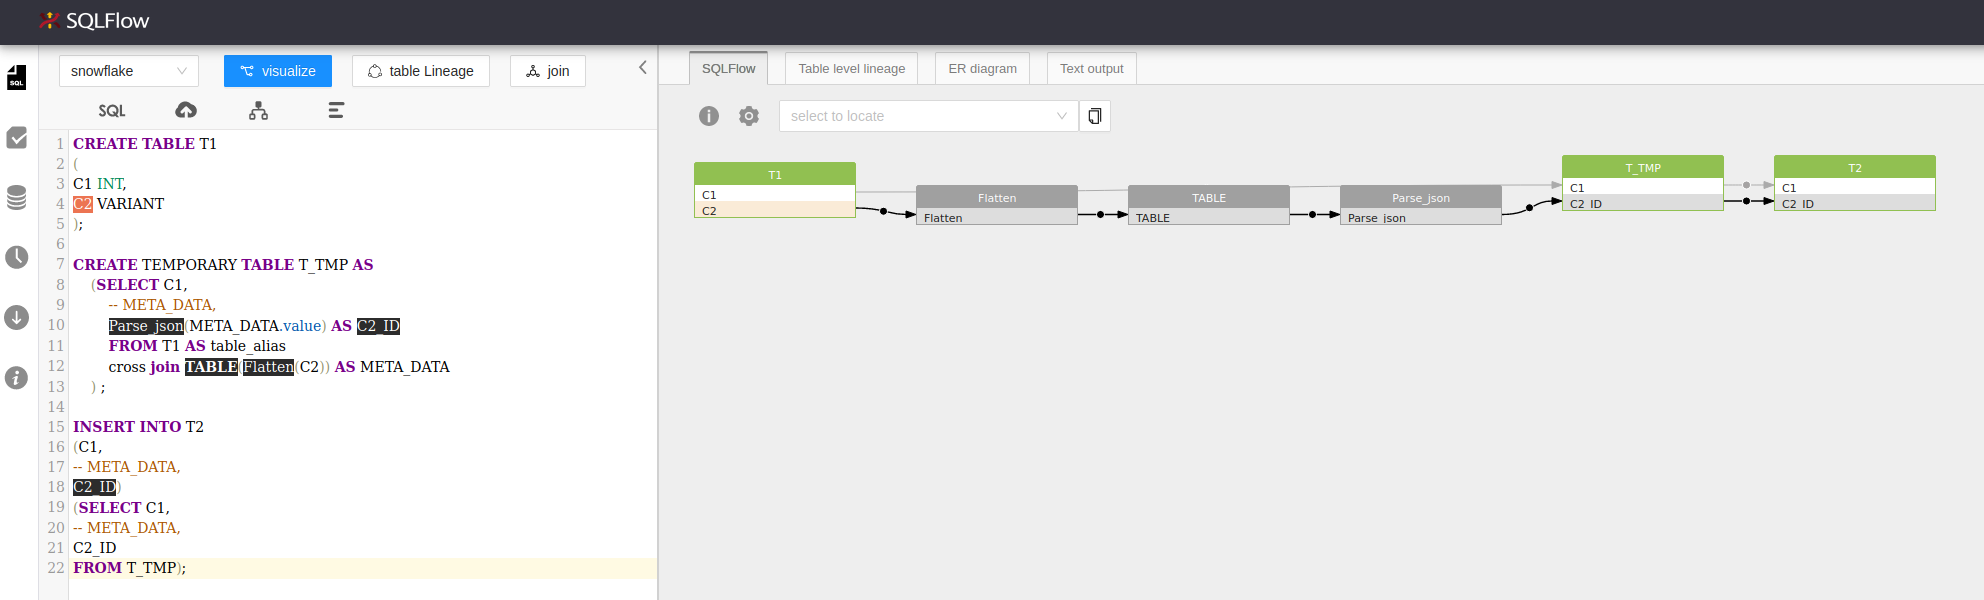 SQLFlow
SQL
snowflake
visualize
table Lineage
join
SQL
1 CREATE TABLE T1
2 (
3 C1 INT,
4 C2 VARIANT
5 );
6
7 CREATE TEMPORARY TABLE T_TMP AS
8 (SELECT C1,
9 -- META_DATA,
10 Parse_json(META_DATA.value) AS C2_ID
11 FROM T1 AS table_alias
12 cross join TABLE(Flatten(C2)) AS META_DATA
13 ) ;
14
15 INSERT INTO T2
16 (C1,
17 -- META_DATA,
18 C2_ID)
19 (SELECT C1,
20 -- META_DATA,
21 C2_ID
22 FROM T_TMP);
SQLFlow
Table level lineage
ER diagram
Text output
select to locate
T1
C1
C2
Flatten
Flatten
TABLE
TABLE
Parse_json
Parse_json
T_TMP
C1
C2_ID
T2
C1
C2_ID